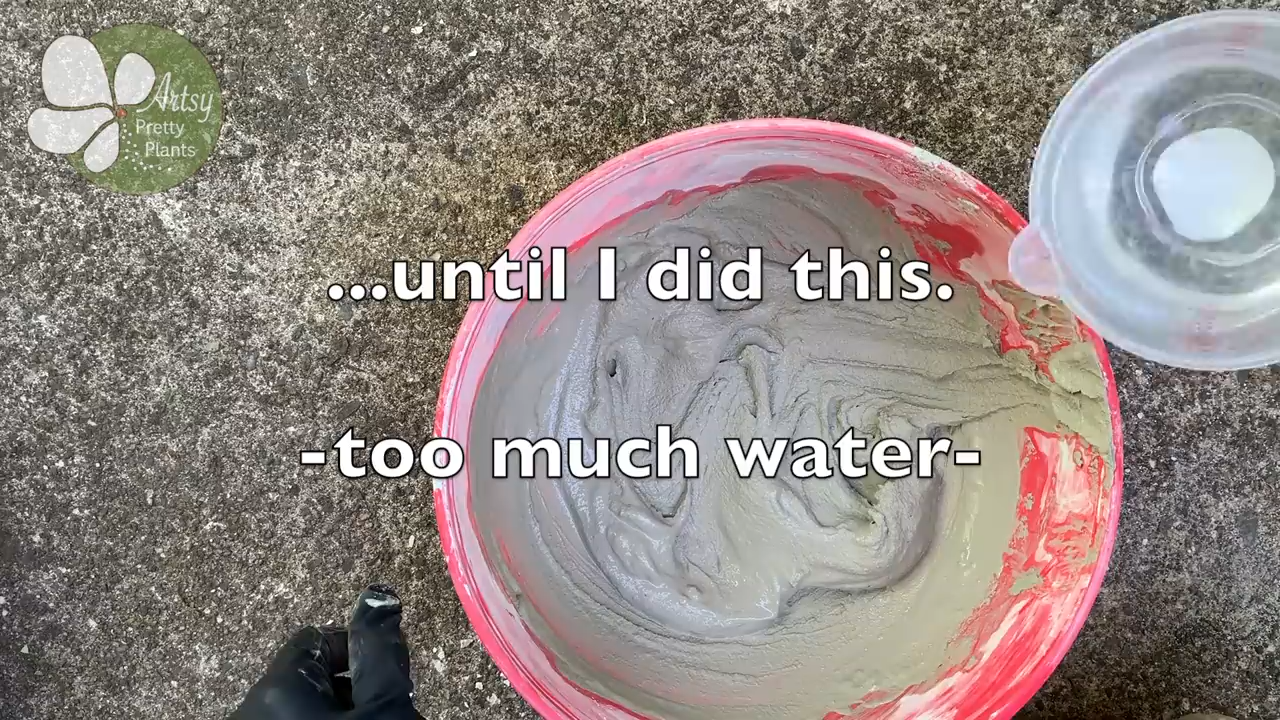 Artsy
Pretty
Plants
...until I did this.
-too much water-